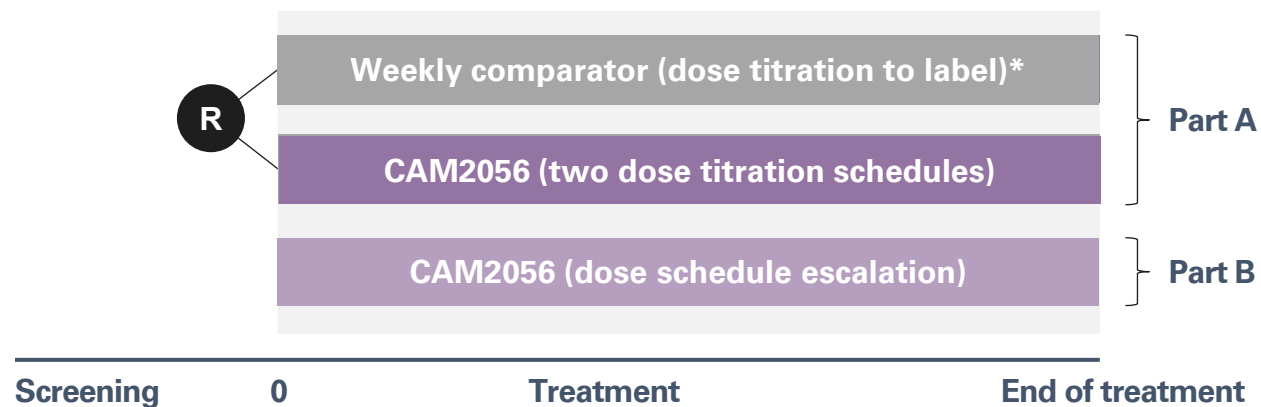 Weekly comparator (dose titration to label)*
R
Part A
CAM2056 (two dose titration schedules)
CAM2056 (dose schedule escalation)
Part B
Screening 0 Treatment End of treatment